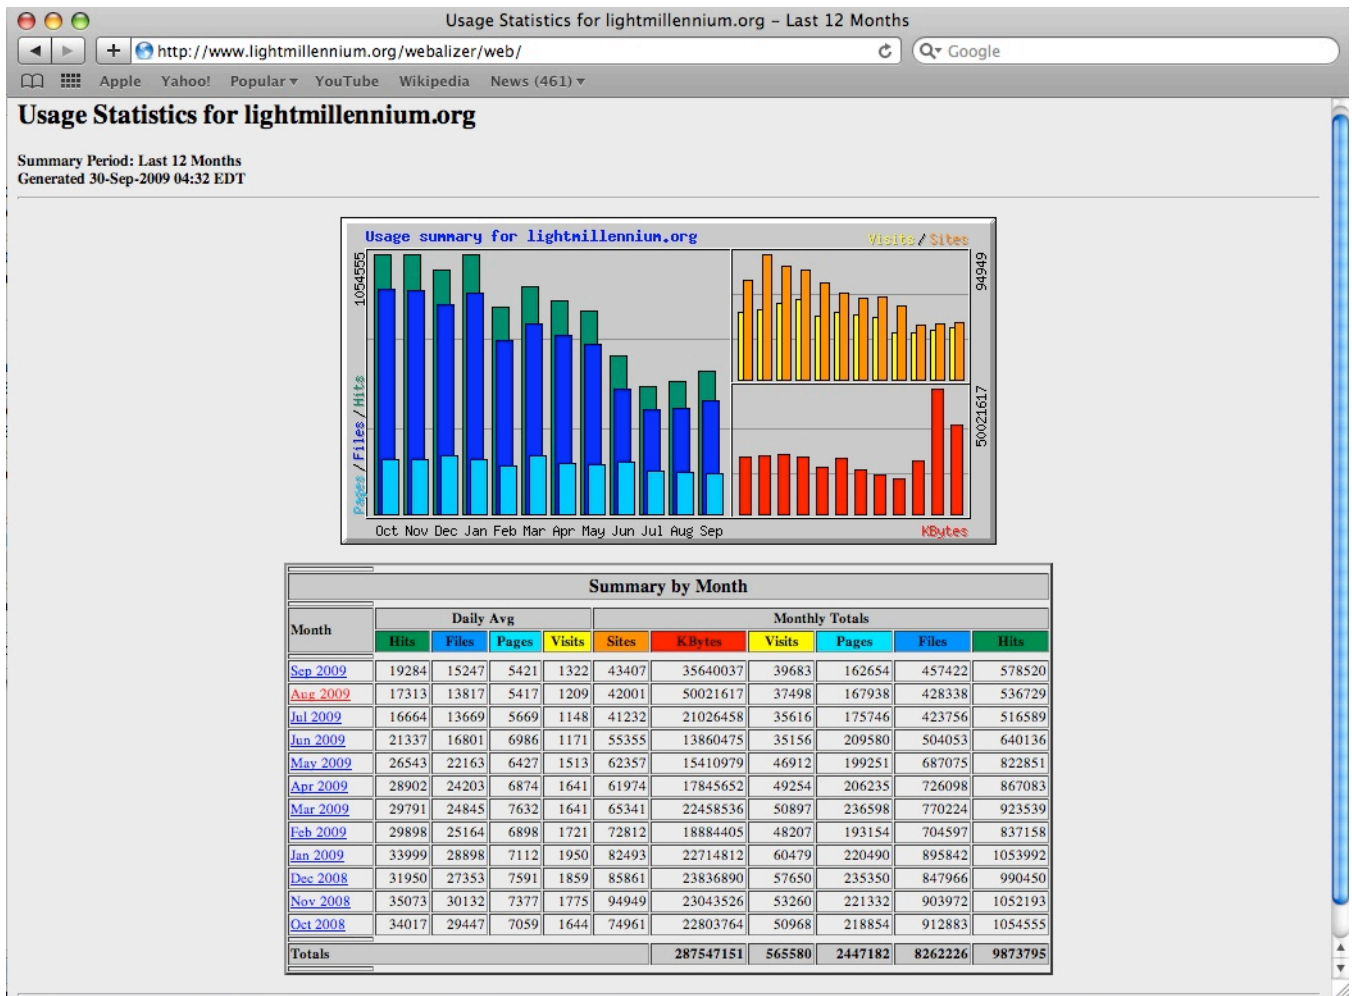 Usage Statistics for lightmillennium.org – Last 12 Months
http://www.lightmillennium.org/webalizer/web/
Google
Apple Yahoo! Popular YouTube Wikipedia News (461)
Usage Statistics for lightmillennium.org
Summary Period: Last 12 Months
Generated 30-Sep-2009 04:32 EDT
Usage summary for lightmillennium.org
Visits / Sites
1054555
94949
Pages / Files / Hits
50021617
Oct Nov Dec Jan Feb Mar Apr May Jun Jul Aug Sep
KBytes
Summary by Month
Month Daily Avg Monthly Totals
Hits Files Pages Visits Sites KBytes Visits Pages Files Hits
Sep 2009 19284 15247 5421 1322 43407 35640037 39683 162654 457422 578520
Aug 2009 17313 13817 5417 1209 42001 50021617 37498 167938 428338 536729
Jul 2009 16664 13669 5669 1148 41232 21026458 35616 175746 423756 516589
Jun 2009 21337 16801 6986 1171 55355 13860475 35156 209580 504053 640136
May 2009 26543 22163 6427 1513 62357 15410979 46912 199251 687075 822851
Apr 2009 28902 24203 6874 1641 61974 17845652 49254 206235 726098 867083
Mar 2009 29791 24845 7632 1641 65341 22458536 50897 236598 770224 923539
Feb 2009 29898 25164 6898 1721 72812 18884405 48207 193154 704597 837158
Jan 2009 33999 28898 7112 1950 82493 22714812 60479 220490 895842 1053992
Dec 2008 31950 27353 7591 1859 85861 23836890 57650 235350 847966 990450
Nov 2008 35073 30132 7377 1775 94949 23043526 53260 221332 903972 1052193
Oct 2008 34017 29447 7059 1644 74961 22803764 50968 218854 912883 1054555
Totals 287547151 565580 2447182 8262226 9873795